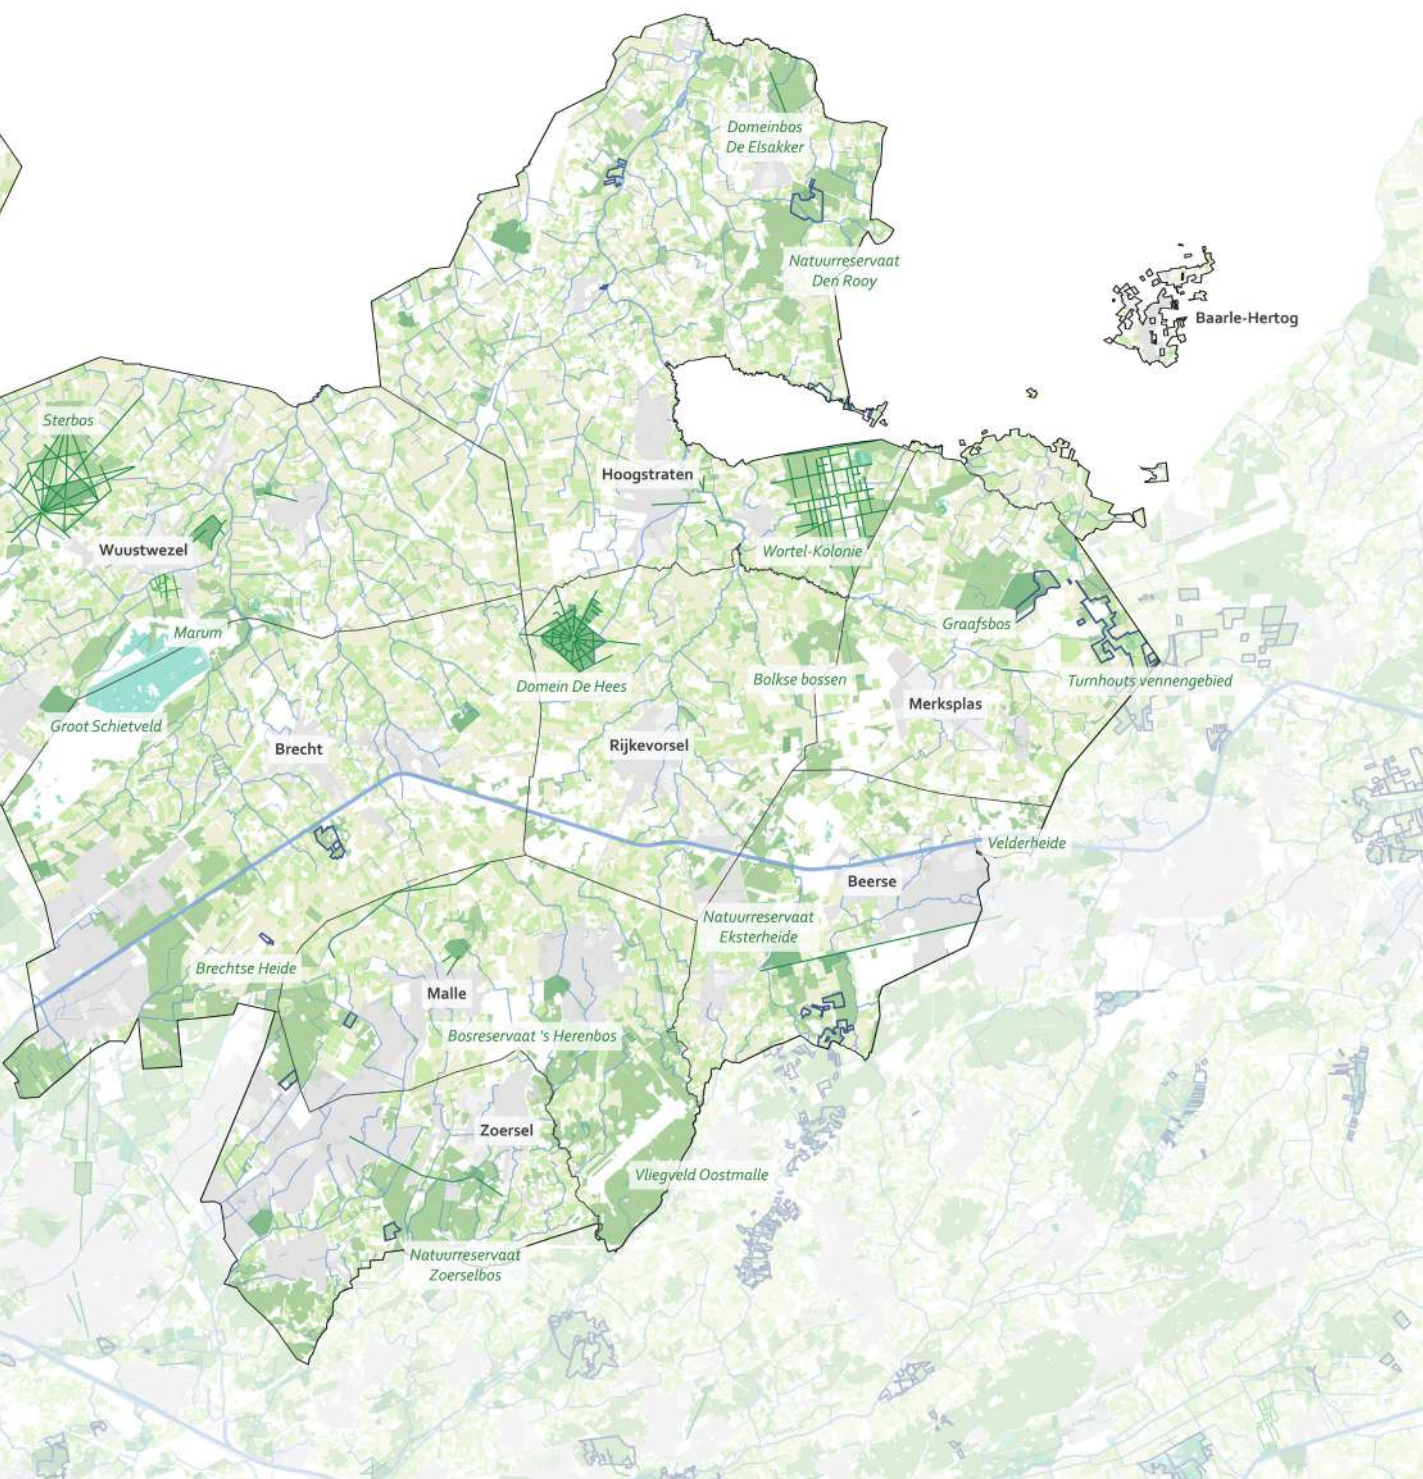 Domeinbos
De Elsakker
Natuurreservaat
Den Rooy
Baarle-Hertog
Sterbos
Hoogstraten
Wuustwezel
Wortel-Kolonie
Graafsbos
Marum
Domein De Hees
Bolkse bossen
Turnhouts vennengebied
Merksplas
Groot Schietveld
Brecht
Rijkevorsel
Velderheide
Beerse
Natuurreservaat
Eksterheide
Brechtse Heide
Malle
Bosreservaat 's Herenbos
Zoersel
Vliegveld Oostmalle
Natuurreservaat
Zoerselbos